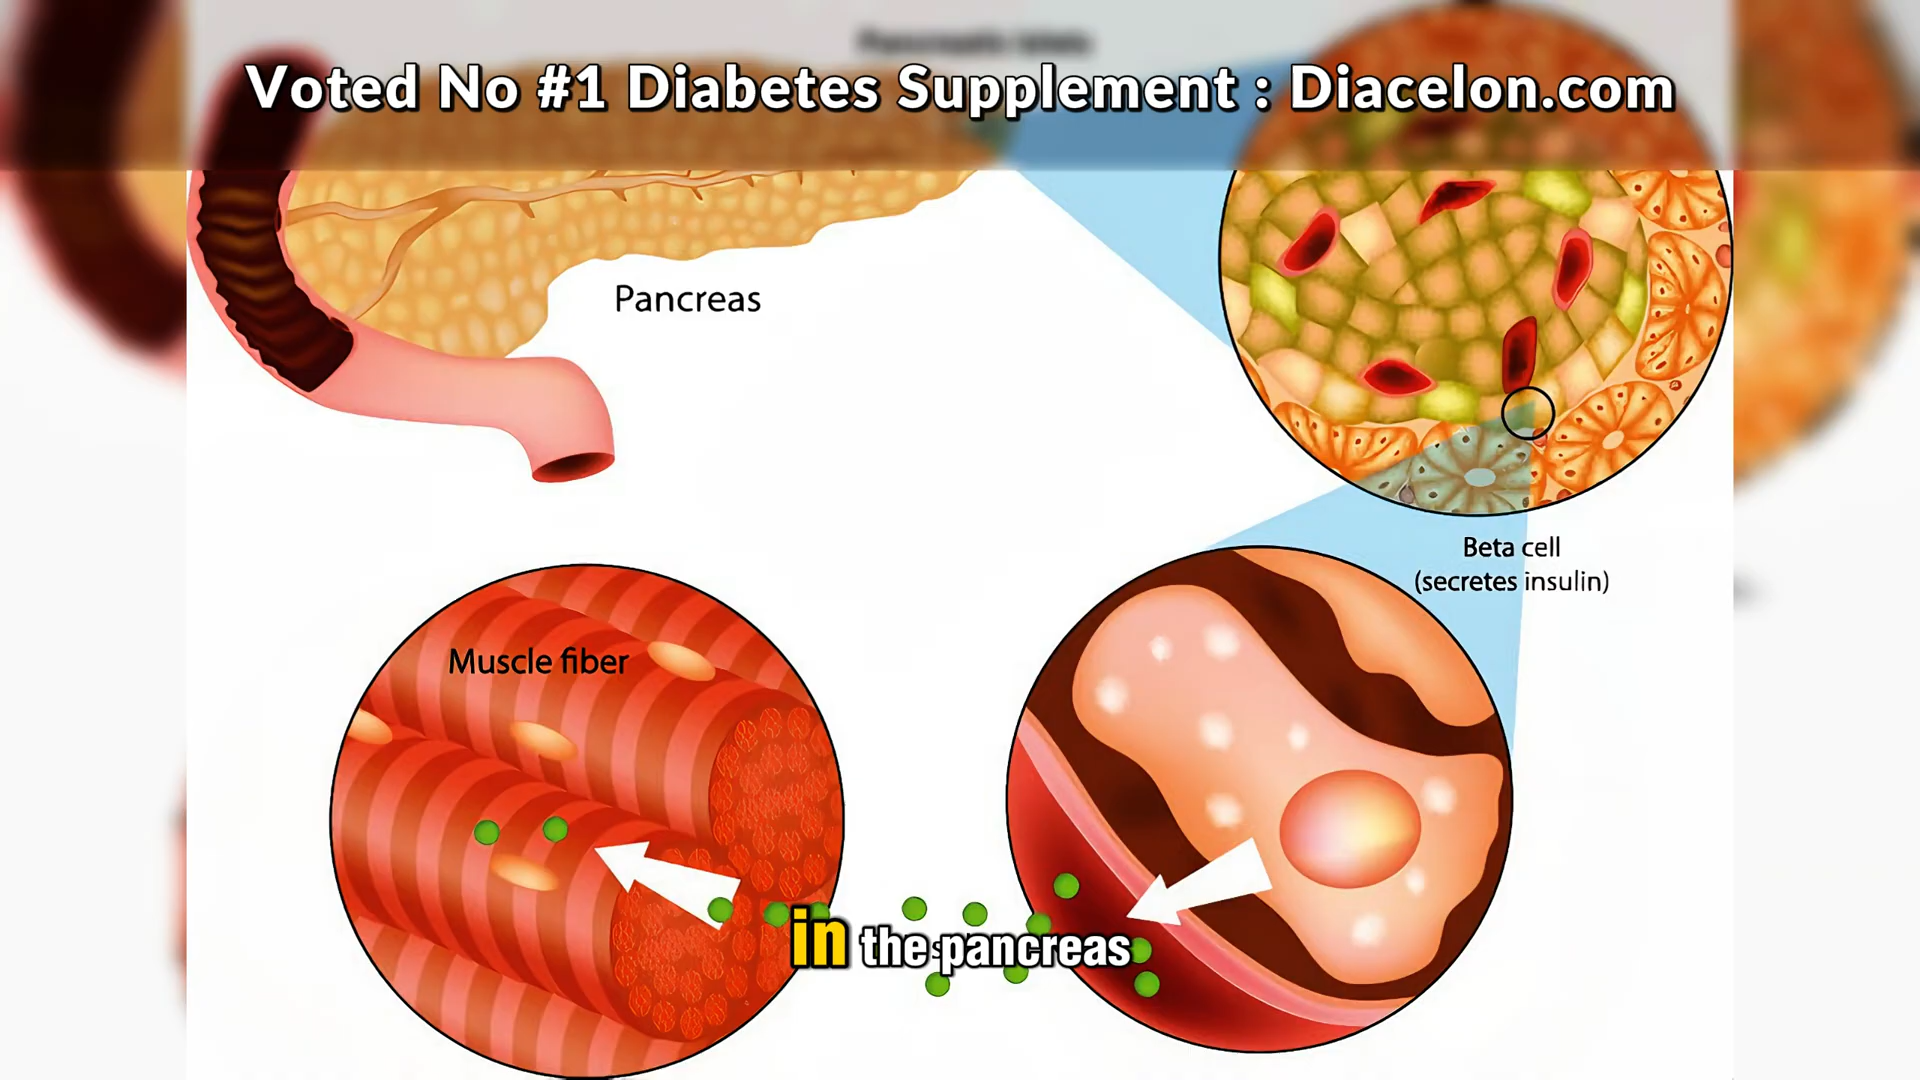 Voted No #1 Diabetes Supplement : Diacelon.com
Pancreas
Beta cell
(secretes insulin)
Muscle fiber
in the pancreas